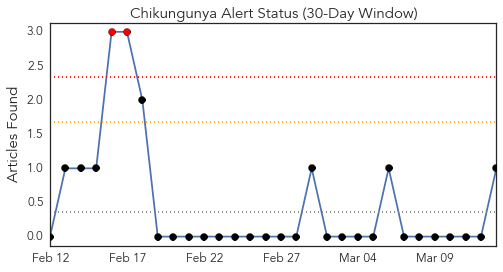 Chikungunya Alert Status (30-Day Window)
Articles Found
3.0
2.5
2.0
1.5
1.0
0.5
0.0
Feb 12
Feb 17
Feb 22
Feb 27
Mar 04
Mar 09